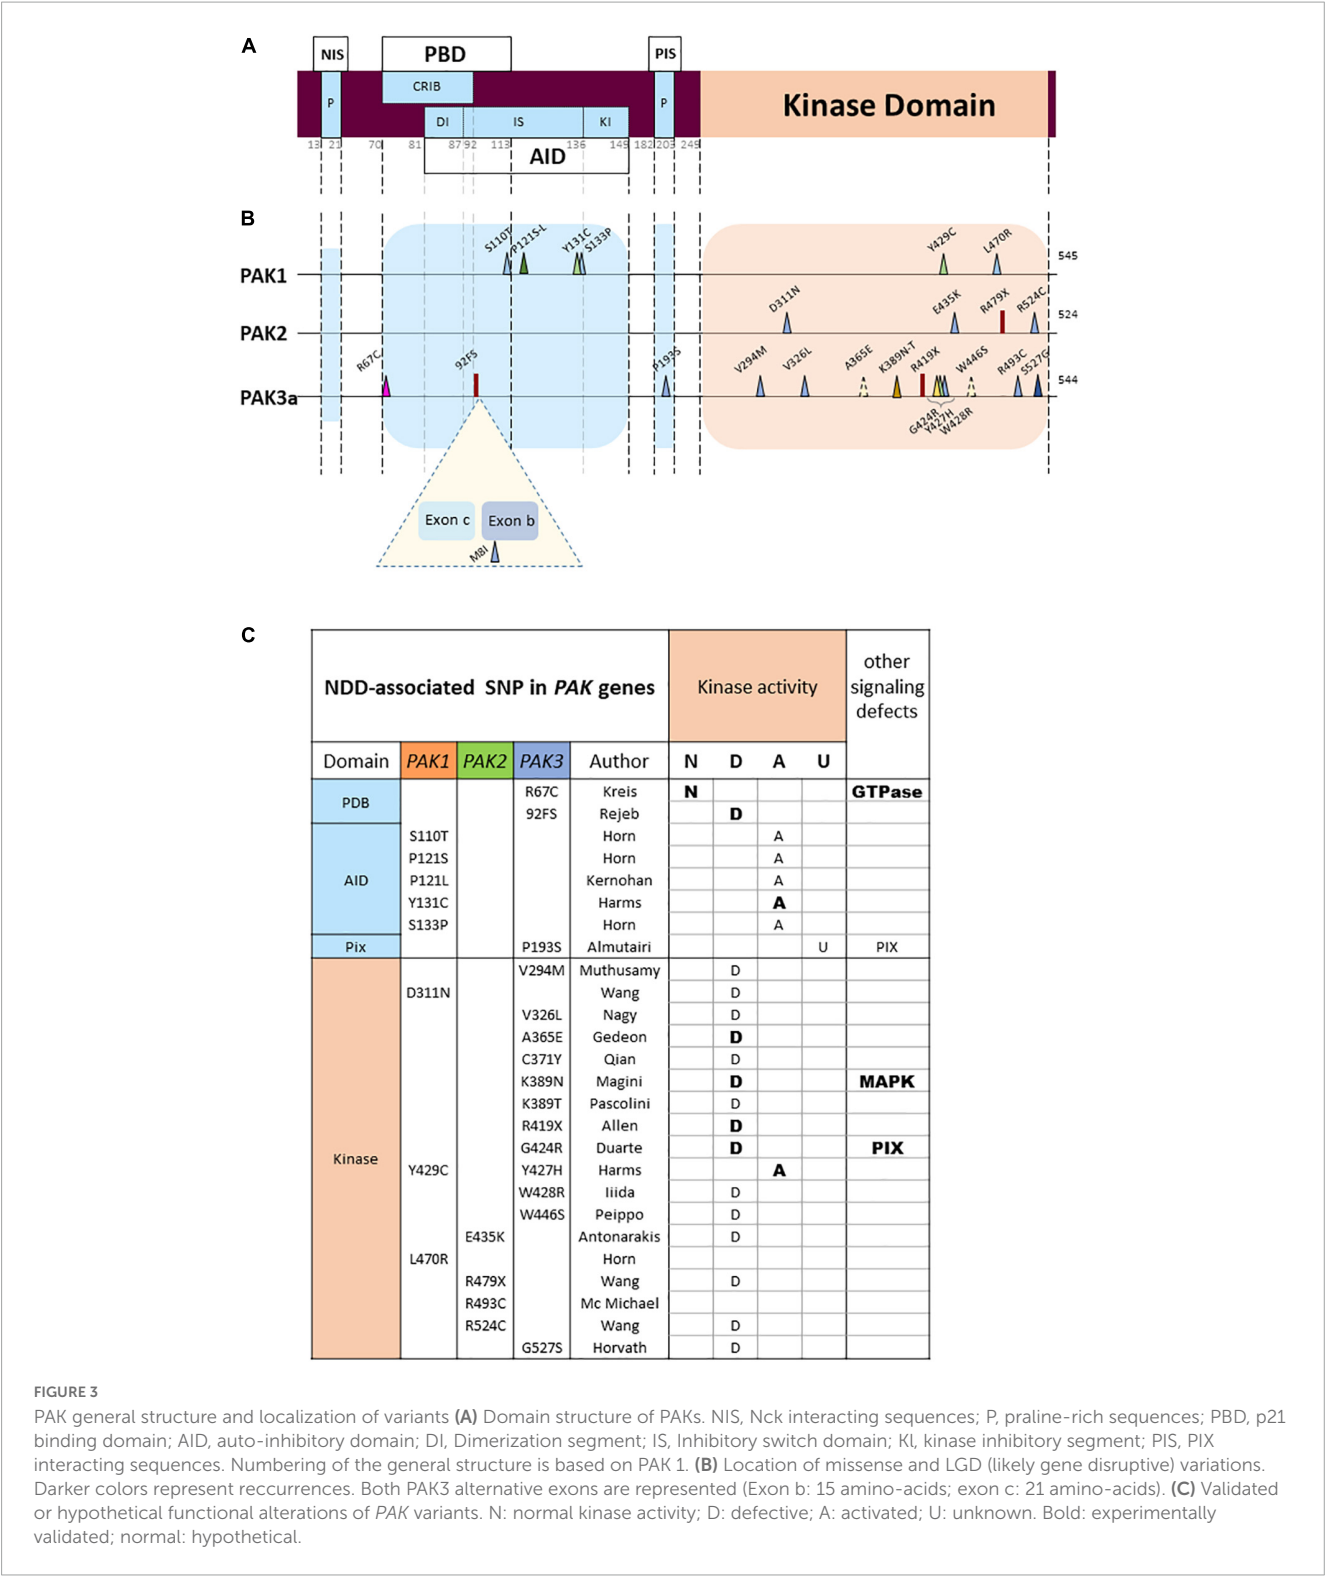 A
NIS
PBD
PIS
CRIB
P
P
DI
IS
KI
Kinase Domain
13 21 70 81 87 92 113 136 149 182 203 249
AID
B
S110T P121S-L Y131C S133P Y429C L470R
PAK1 545
D311N E435K R479X R524C
PAK2 524
R67C 92FS P193S V294M V326L A365E K389N-T R419X W446S R493C S527G
PAK3a 544
G424R Y427H W428R
Exon c Exon b
M8I
C
NDD-associated SNP in PAK genes
Kinase activity
other
signaling
defects
Domain PAK1 PAK2 PAK3 Author N D A U
PDB
R67C Kreis N GTPase
92FS Rejeb D
AID
S110T Horn A
P121S Horn A
P121L Kernohan A
Y131C Harms A
S133P Horn A
Pix P193S Almutairi U PIX
Kinase
V294M Muthusamy D
D311N Wang D
V326L Nagy D
A365E Gedeon D
C371Y Qian D
K389N Magini D MAPK
K389T Pascolini D
R419X Allen D
G424R Duarte D PIX
Y429C Y427H Harms A
W428R Iiida D
W446S Peippo D
E435K Antonarakis D
L470R Horn
R479X Wang D
R493C Mc Michael
R524C Wang D
G527S Horvath D
FIGURE 3
PAK general structure and localization of variants (A) Domain structure of PAKs. NIS, Nck interacting sequences; P, praline-rich sequences; PBD, p21
binding domain; AID, auto-inhibitory domain; DI, Dimerization segment; IS, Inhibitory switch domain; KI, kinase inhibitory segment; PIS, PIX
interacting sequences. Numbering of the general structure is based on PAK 1. (B) Location of missense and LGD (likely gene disruptive) variations.
Darker colors represent reccurrences. Both PAK3 alternative exons are represented (Exon b: 15 amino-acids; exon c: 21 amino-acids). (C) Validated
or hypothetical functional alterations of PAK variants. N: normal kinase activity; D: defective; A: activated; U: unknown. Bold: experimentally
validated; normal: hypothetical.